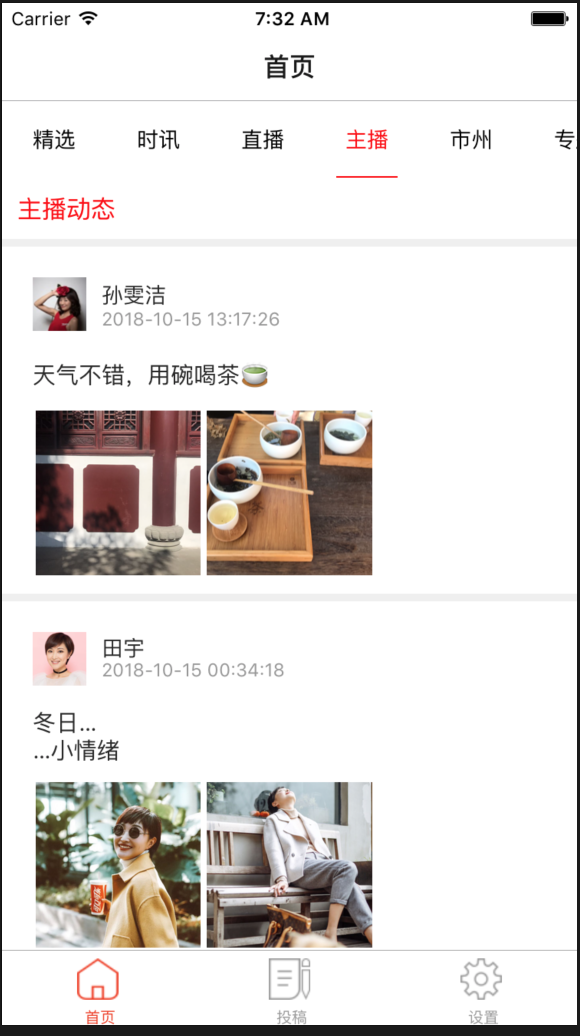 Carrier 7:32 AM
首页
精选 时讯 直播 主播 市州
主播动态
孙雯洁
2018-10-15 13:17:26
天气不错，用碗喝茶🍵
田宇
2018-10-15 00:34:18
冬日...
...小情绪
首页 投稿 设置